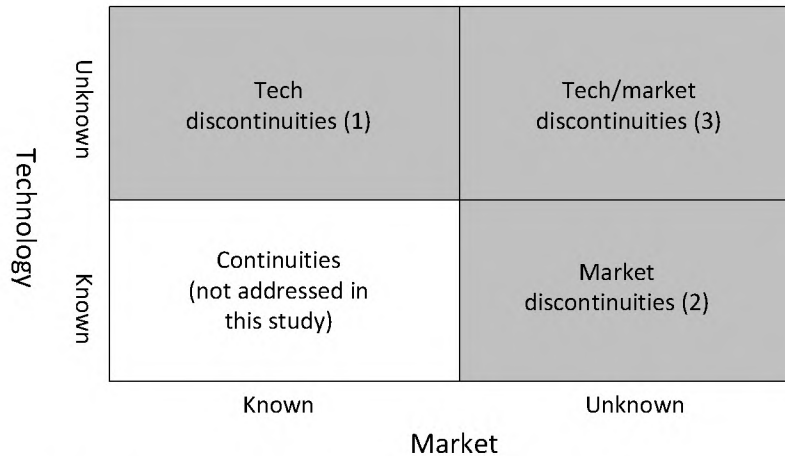 Technology
Unknown
Tech
discontinuities (1)
Tech/market
discontinuities (3)
Known
Continuities
(not addressed in
this study)
Market
discontinuities (2)
Known
Unknown
Market